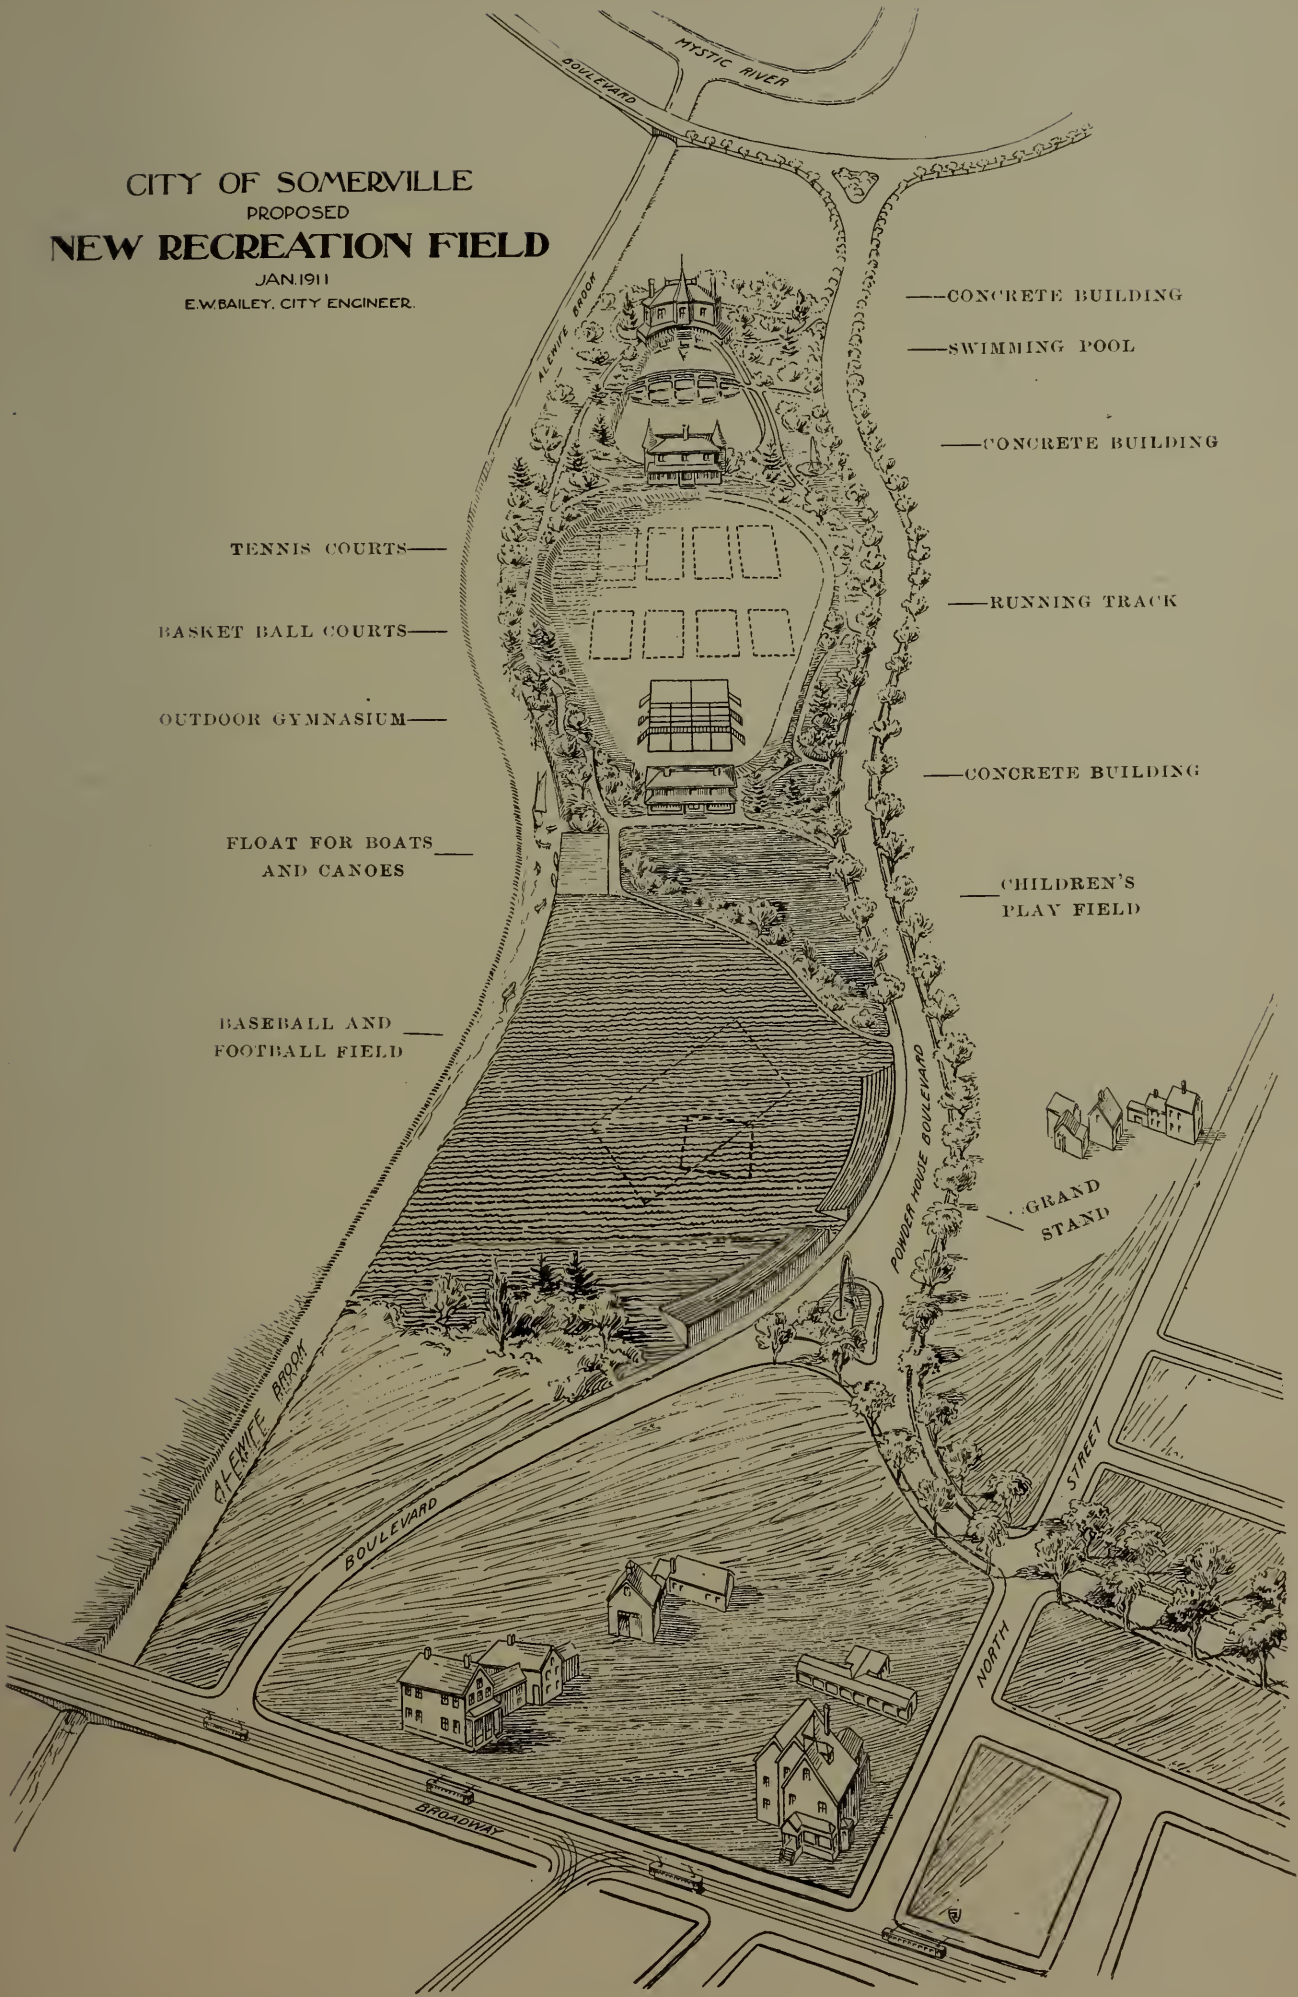 MYSTIC RIVER
BOULEVARD
CITY OF SOMERVILLE
PROPOSED
NEW RECREATION FIELD
JAN. 1911
E.W. BAILEY, CITY ENGINEER.
ALEWIFE BROOK
CONCRETE BUILDING
SWIMMING POOL
CONCRETE BUILDING
TENNIS COURTS
RUNNING TRACK
BASKET BALL COURTS
OUTDOOR GYMNASIUM
CONCRETE BUILDING
FLOAT FOR BOATS
AND CANOES
CHILDREN'S
PLAY FIELD
BASEBALL AND
FOOTBALL FIELD
POWDER HOUSE BOULEVARD
GRAND
STAND
ALEWIFE BROOK
BOULEVARD
NORTH STREET
BROADWAY